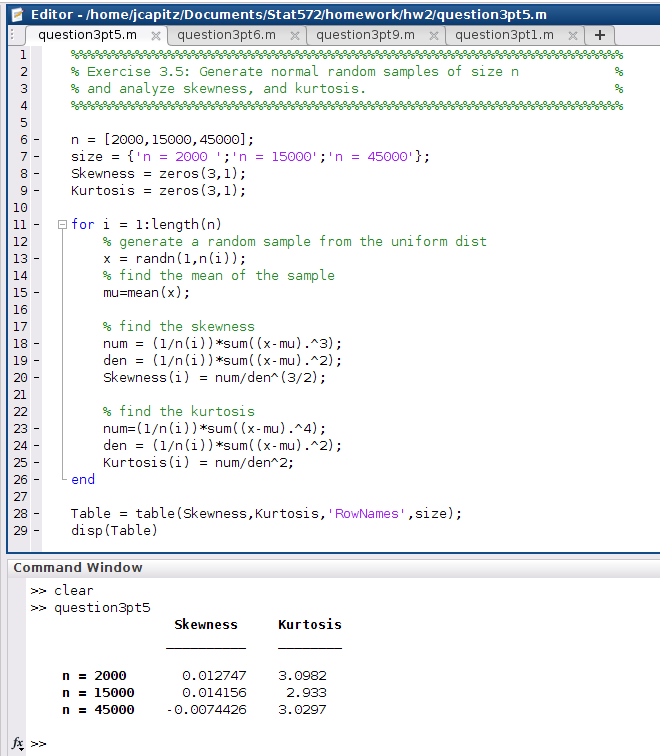 Editor - /home/jcapitz/Documents/Stat572/homework/hw2/question3pt5.m
question3pt5.m × question3pt6.m × question3pt9.m × question3pt1.m × +
1 %%%%%%%%%%%%%%%%%%%%%%%%%%%%%%%%%%%%%%%%%%%%%%%%%%%%%%%%%%%%%%%%%%%%%%%
2 % Exercise 3.5: Generate normal random samples of size n            %
3 % and analyze skewness, and kurtosis.                               %
4 %%%%%%%%%%%%%%%%%%%%%%%%%%%%%%%%%%%%%%%%%%%%%%%%%%%%%%%%%%%%%%%%%%%%%%%
5
6 - n = [2000,15000,45000];
7 - size = {'n = 2000 ';'n = 15000';'n = 45000'};
8 - Skewness = zeros(3,1);
9 - Kurtosis = zeros(3,1);
10
11 - for i = 1:length(n)
12 % generate a random sample from the uniform dist
13 - x = randn(1,n(i));
14 % find the mean of the sample
15 - mu=mean(x);
16
17 % find the skewness
18 - num = (1/n(i))*sum((x-mu).^3);
19 - den = (1/n(i))*sum((x-mu).^2);
20 - Skewness(i) = num/den^(3/2);
21
22 % find the kurtosis
23 - num=(1/n(i))*sum((x-mu).^4);
24 - den = (1/n(i))*sum((x-mu).^2);
25 - Kurtosis(i) = num/den^2;
26 - end
27
28 - Table = table(Skewness,Kurtosis,'RowNames',size);
29 - disp(Table)
Command Window
>> clear
>> question3pt5
Skewness Kurtosis
__________ ________
n = 2000 0.012747 3.0982
n = 15000 0.014156 2.933
n = 45000 -0.0074426 3.0297
fx >>